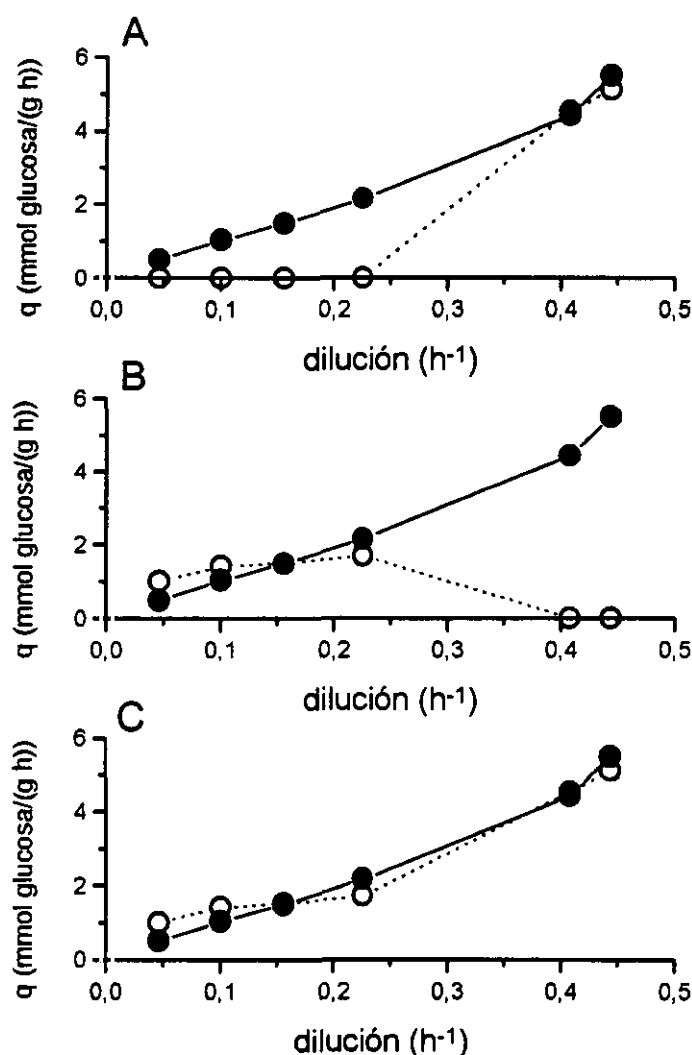 A
q (mmol glucosa/(g h))
6
4
2
0
0,0 0,1 0,2 0,3 0,4 0,5
dilución (h-1)
B
q (mmol glucosa/(g h))
6
4
2
0
0,0 0,1 0,2 0,3 0,4 0,5
dilución (h-1)
C
q (mmol glucosa/(g h))
6
4
2
0
0,0 0,1 0,2 0,3 0,4 0,5
dilución (h-1)